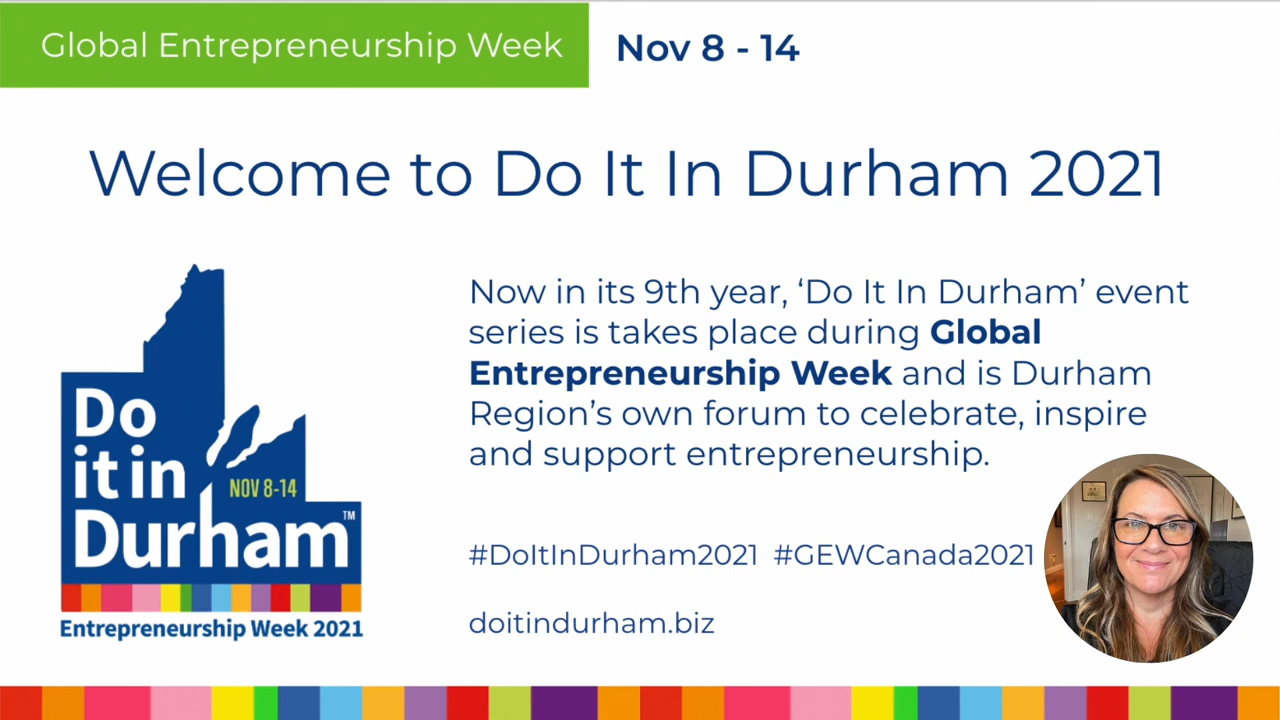 Global Entrepreneurship Week
Nov 8 - 14
Welcome to Do It In Durham 2021
Do
it in
NOV 8-14
Durham™
Entrepreneurship Week 2021
Now in its 9th year, ‘Do It In Durham’ event
series is takes place during Global
Entrepreneurship Week and is Durham
Region’s own forum to celebrate, inspire
and support entrepreneurship.
#DoItInDurham2021 #GEWCanada2021
doitindurham.biz